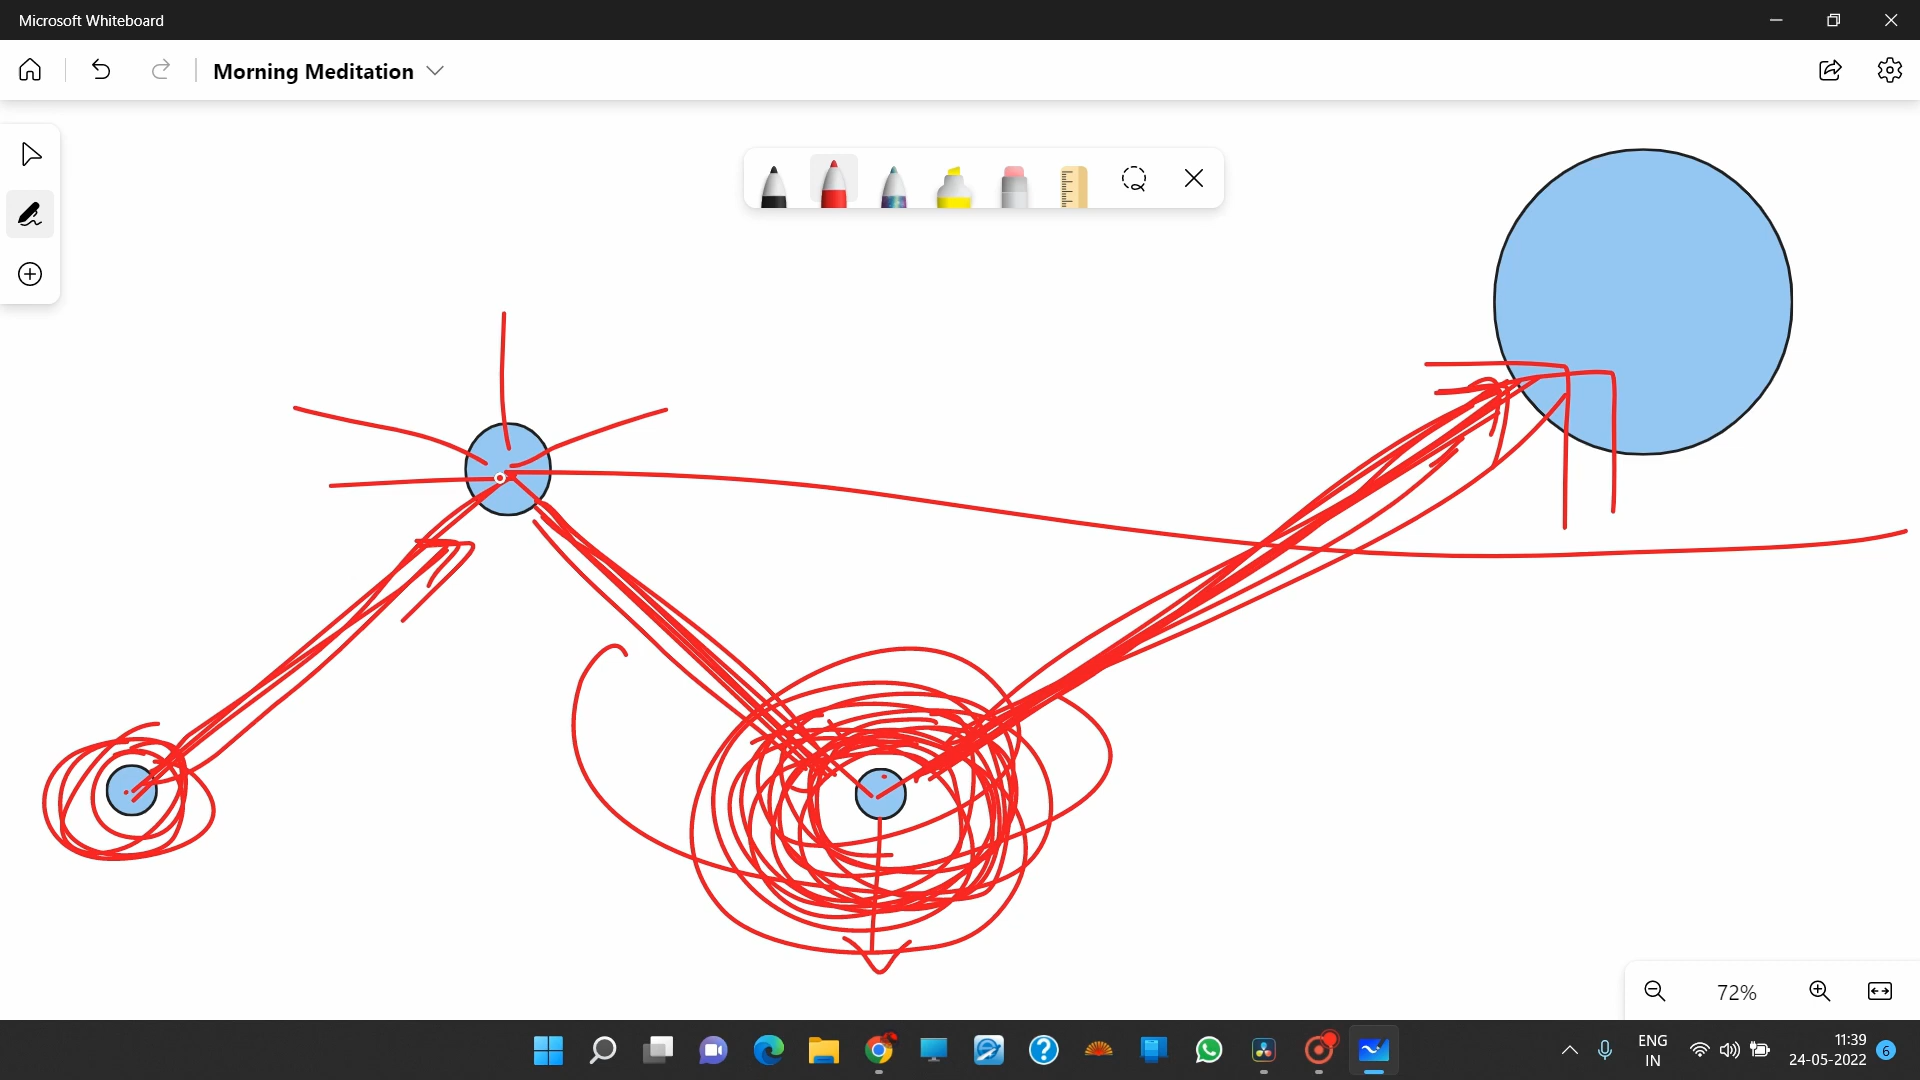 Microsoft Whiteboard
Morning Meditation
72%
ENG
IN
11:39
24-05-2022
6